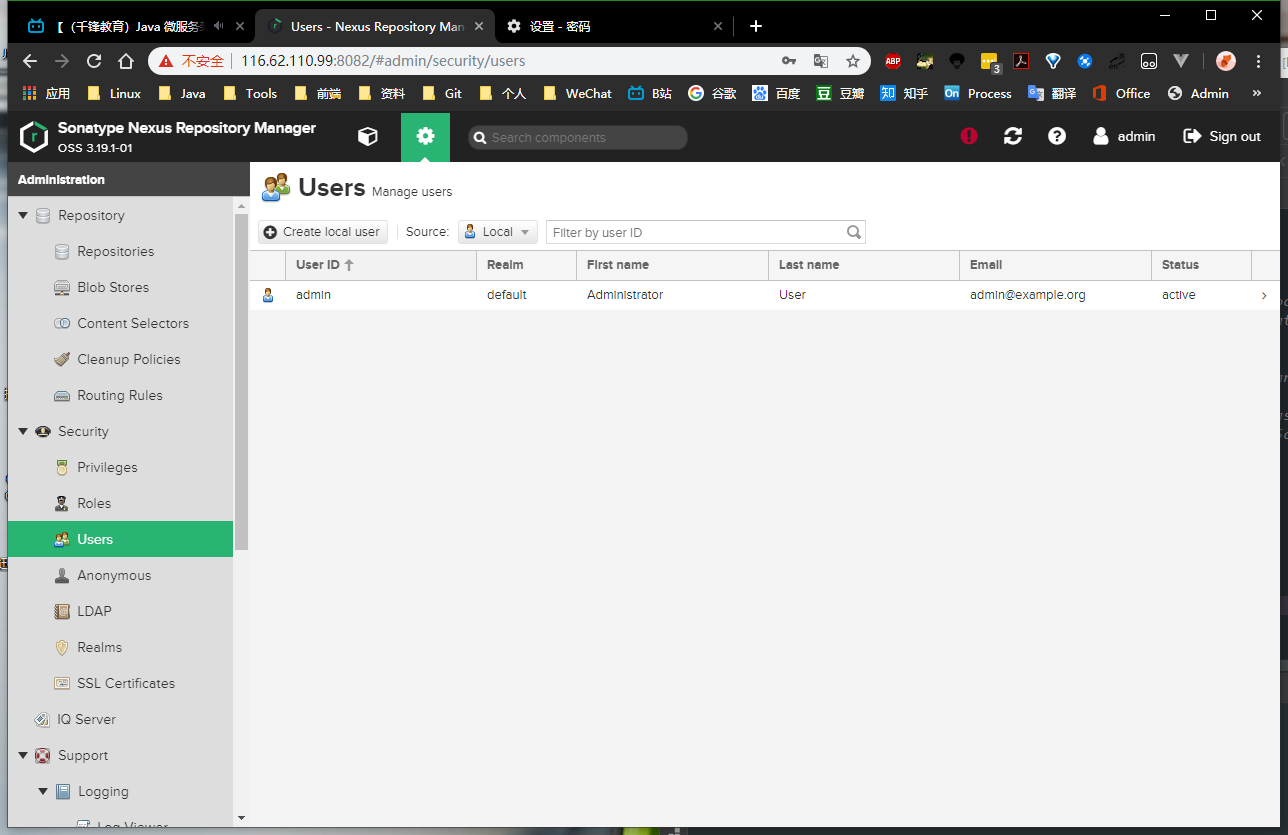 【（千锋教育）Java 微服务
Users - Nexus Repository Man
设置 - 密码
不安全 116.62.110.99:8082/#admin/security/users
ABP
3
应用 Linux Java Tools 前端 资料 Git 个人 WeChat B站 谷歌 百度 豆瓣 知乎 Process 翻译 Office Admin »
Sonatype Nexus Repository Manager
OSS 3.19.1-01
Search components
admin
Sign out
Administration
Users Manage users
Repository
Repositories
Blob Stores
Content Selectors
Cleanup Policies
Routing Rules
Security
Privileges
Roles
Users
Anonymous
LDAP
Realms
SSL Certificates
IQ Server
Support
Logging
Log Viewer
Create local user Source: Local Filter by user ID
User ID Realm First name Last name Email Status
admin default Administrator User admin@example.org active